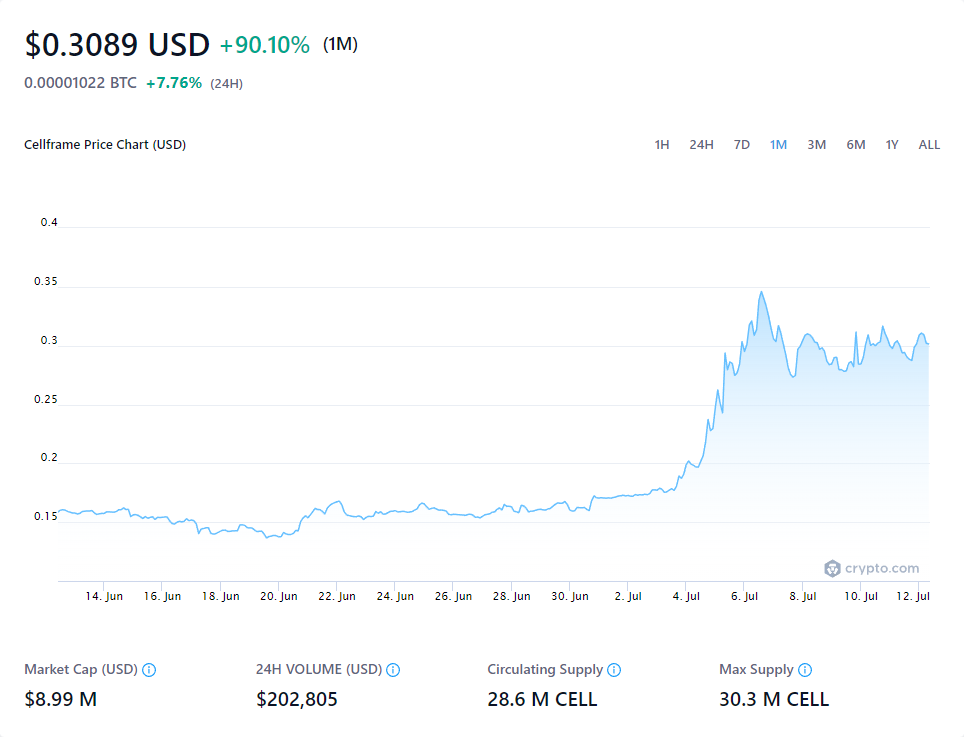 $0.3089 USD +90.10% (1M)
0.00001022 BTC +7.76% (24H)
Cellframe Price Chart (USD) 1H 24H 7D 1M 3M 6M 1Y ALL
0.4
0.35
0.3
0.25
0.2
0.15
crypto.com
14. Jun 16. Jun 18. Jun 20. Jun 22. Jun 24. Jun 26. Jun 28. Jun 30. Jun 2. Jul 4. Jul 6. Jul 8. Jul 10. Jul 12. Jul
Market Cap (USD) 24H VOLUME (USD) Circulating Supply Max Supply
$8.99 M $202,805 28.6 M CELL 30.3 M CELL